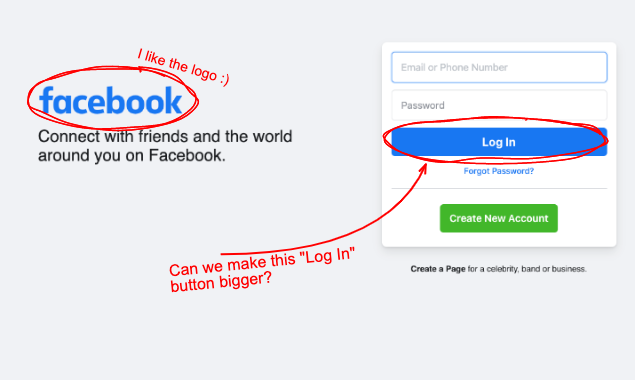 I like the logo :)
facebook
Connect with friends and the world
around you on Facebook.
Email or Phone Number
Password
Log In
Forgot Password?
Create New Account
Can we make this "Log In"
button bigger?
Create a Page for a celebrity, band or business.